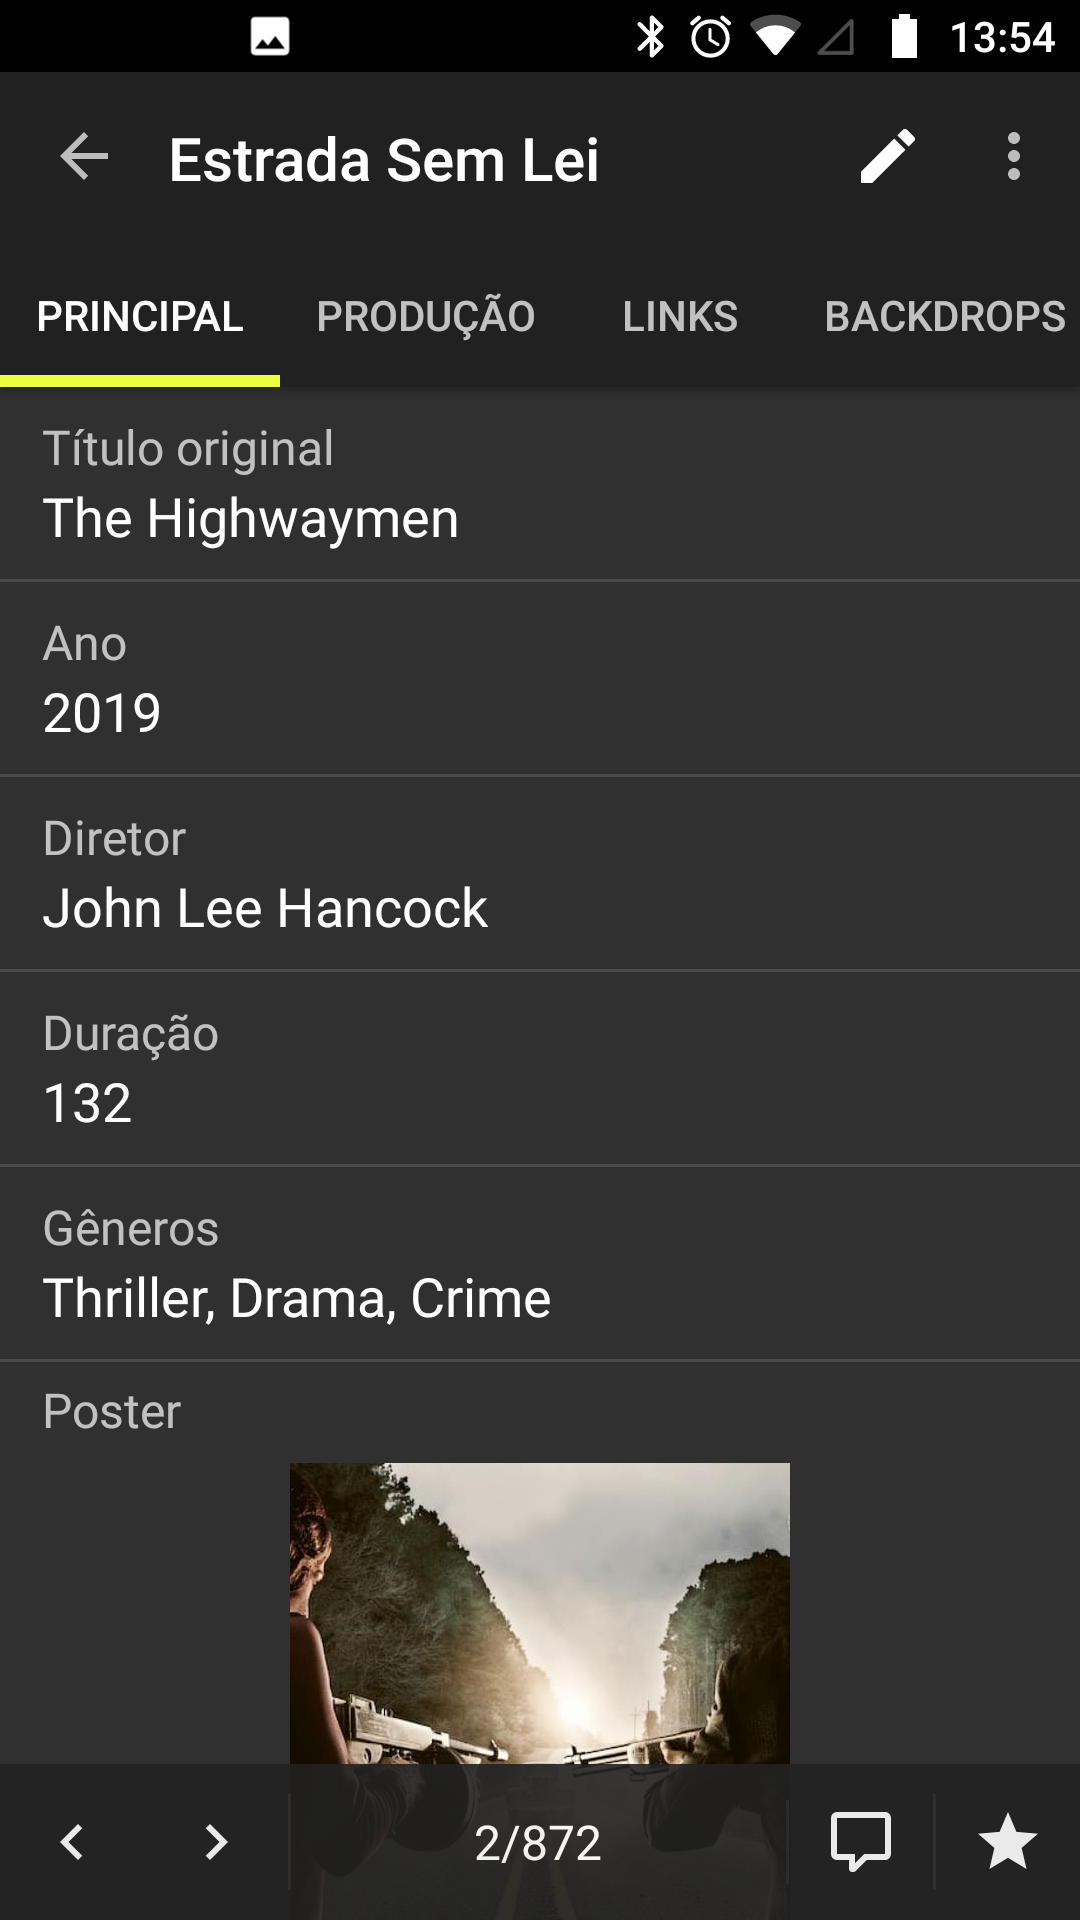 13:54
Estrada Sem Lei
PRINCIPAL PRODUÇÃO LINKS BACKDROPS
Título original
The Highwaymen
Ano
2019
Diretor
John Lee Hancock
Duração
132
Gêneros
Thriller, Drama, Crime
Poster
2/872